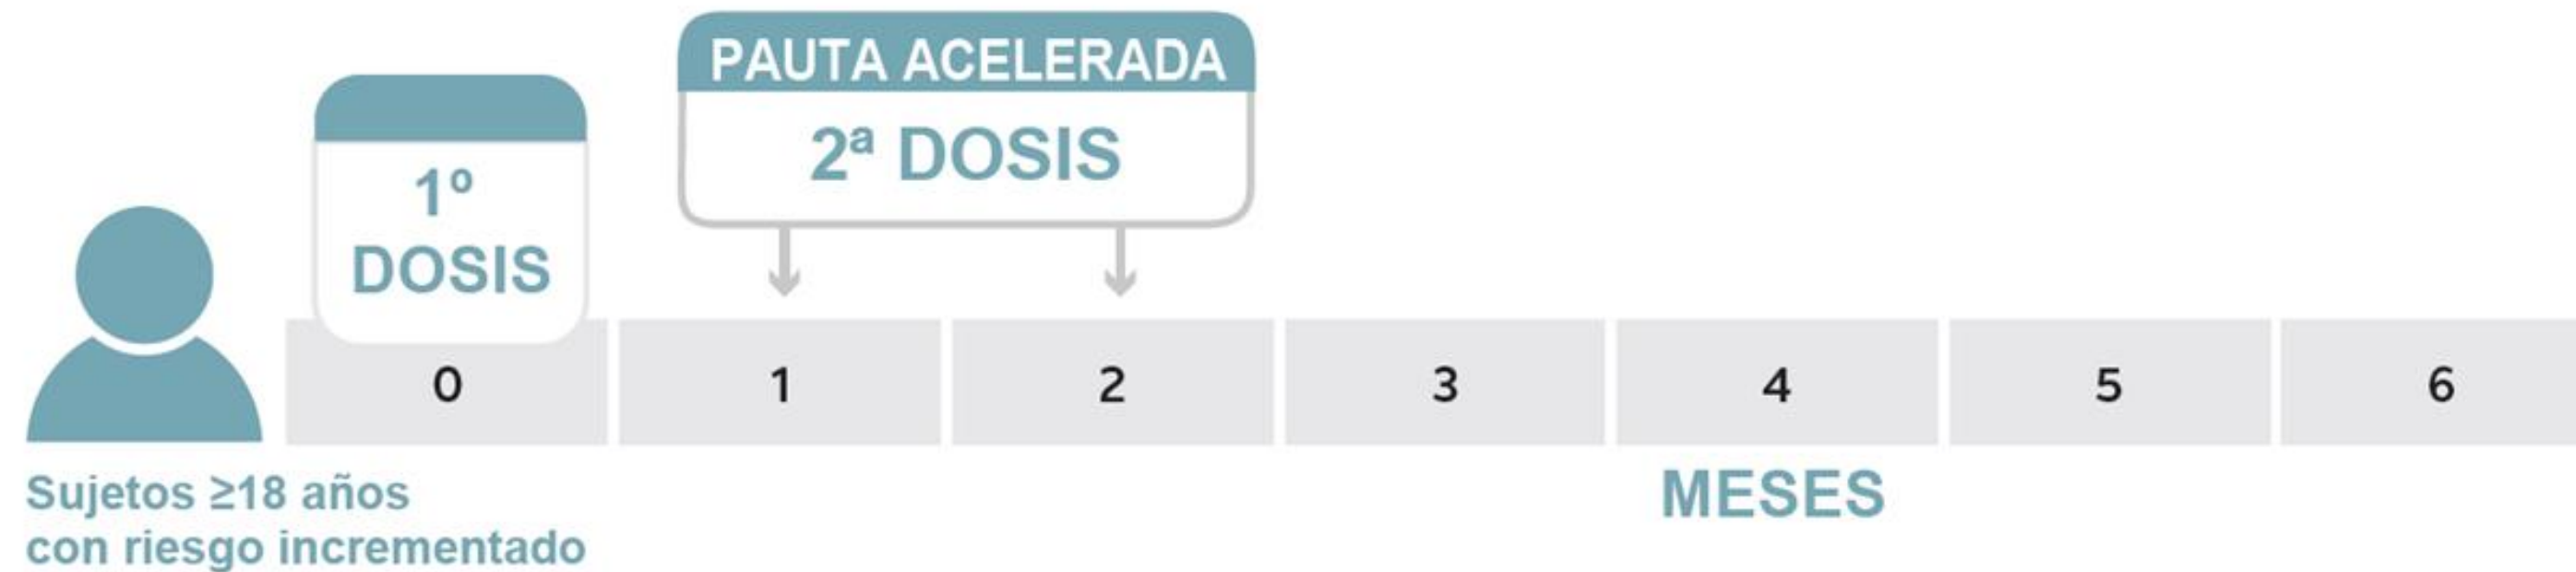 PAUTA ACELERADA
2ª DOSIS
1º
DOSIS
0 1 2 3 4 5 6
MESES
Sujetos ≥18 años
con riesgo incrementado